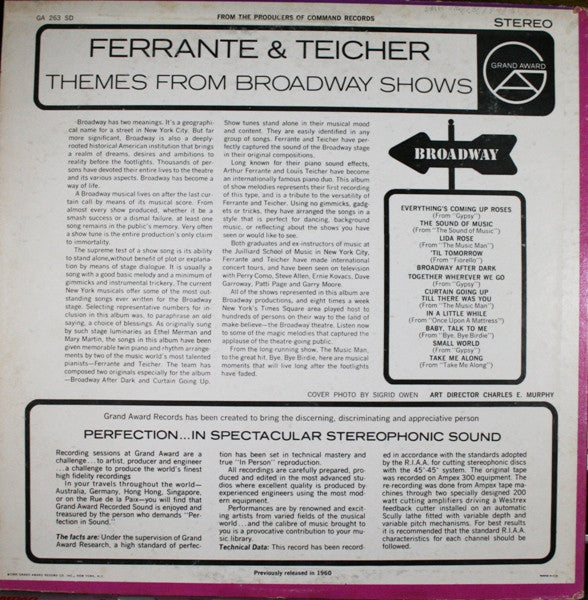 GA 263 SD
FROM THE PRODUCERS OF COMMAND RECORDS
STEREO
FERRANTE & TEICHER
THEMES FROM BROADWAY SHOWS
GRAND AWARD
Broadway has two meanings. It's a geographi-
cal name for a street in New York City. But far
more significant, Broadway is also a deeply-
rooted historical American institution that brings
a realm of dreams, desires and ambitions to
reality before the footlights. Thousands of per-
sons have devoted their entire lives to the theatre
and its various aspects. Broadway has become a
way of life.
A Broadway musical lives on after the last cur-
tain call by means of its musical score. From
almost every show produced, whether it be a
smash success or a dismal failure, at least one
song remains in the public's memory. Very often
a show tune is the entire production's only claim
to immortality.
The supreme test of a show song is its ability
to stand alone, without benefit of plot or explana-
tion by means of stage dialogue. It is usually a
song with a good basic melody and a minimum of
gimmicks and instrumental trickery. The current
New York musicals offer some of the most out-
standing songs ever written for the Broadway
stage. Selecting representative numbers for in-
clusion in this album was, to paraphrase an old
saying, a choice of blessings. As originally sung
by such stage luminaries as Ethel Merman and
Mary Martin, the songs in this album have been
given memorable twin piano and rhythm arrange-
ments by two of the music world's most talented
pianists—Ferrante and Teicher. The team has
composed two originals especially for the album
—Broadway After Dark and Curtain Going Up.
Show tunes stand alone in their musical mood
and content. They are easily identified in any
group of songs. Ferrante and Teicher have per-
fectly captured the sound of the Broadway stage
in their original compositions.
Long known for their piano sound effects,
Arthur Ferrante and Louis Teicher have become
an internationally famous piano duo. This album
of show melodies represents their first recording
of this type, and is a tribute to the versatility of
Ferrante and Teicher. Using no gimmicks, gadg-
ets or tricks, they have arranged the songs in a
style that is perfect for dancing, background
music, or reflecting about the shows you have
seen or would like to see.
Both graduates and ex-instructors of music at
the Juilliard School of Music in New York City,
Ferrante and Teicher have made international
concert tours, and have been seen on television
with Perry Como, Steve Allen, Ernie Kovacs, Dave
Garroway, Patti Page and Garry Moore.
All of the shows represented in this album are
Broadway productions, and eight times a week
New York's Times Square area played host to
hundreds of persons on their way to the land of
make believe—the Broadway theatre. Listen now
to some of the magic melodies that captured the
applause of the theatre going public.
From the long-running show, The Music Man,
to the great hit, Bye, Bye Birdie, here are musical
moments that will live long after the footlights
have faded.
BROADWAY
EVERYTHING'S COMING UP ROSES
(From "Gypsy")
THE SOUND OF MUSIC
(From "The Sound of Music")
LIDA ROSE
(From "The Music Man")
'TIL TOMORROW
(From "Fiorello")
BROADWAY AFTER DARK
TOGETHER WHEREVER WE GO
(From "Gypsy")
CURTAIN GOING UP
TILL THERE WAS YOU
(From "The Music Man")
IN A LITTLE WHILE
(From "Once Upon A Mattress")
BABY, TALK TO ME
(From "Bye, Bye Birdie")
SMALL WORLD
(From "Gypsy")
TAKE ME ALONG
(From "Take Me Along")
COVER PHOTO BY SIGRID OWEN ART DIRECTOR CHARLES E. MURPHY
Grand Award Records has been created to bring the discerning, discriminating and appreciative person
PERFECTION...IN SPECTACULAR STEREOPHONIC SOUND
Recording sessions at Grand Award are a
challenge...to artist, producer and engineer
...a challenge to produce the world's finest
high fidelity recordings
In your travels throughout the world—
Australia, Germany, Hong Hong, Singapore,
or on the Rue de la Paix—you will find that
Grand Award Recorded Sound is enjoyed and
treasured by the person who demands "Per-
fection in Sound."
The facts are: Under the supervision of Grand
Award Research, a high standard of perfec-
tion has been set in technical mastery and
true "In Person" reproduction.
All recordings are carefully prepared, pro-
duced and edited in the most advanced stu-
dios where excellent quality is produced by
experienced engineers using the most mod-
ern equipment.
Performances are by renowned and excit-
ing artists from varied fields of the musical
world...and the calibre of music brought to
you is a provocative contribution to your mu-
sic library.
Technical Data: This record has been record-
ed in accordance with the standards adopted
by the R.I.A.A. for cutting stereophonic discs
with the 45°45° system. The original tape
was recorded on Ampex 300 equipment. The
re-recording was done from Ampex tape ma-
chines through two specially designed 200
watt cutting amplifiers driving a Westrex
feedback cutter installed on an automatic
Scully lathe fitted with variable depth and
variable pitch mechanisms. For best results
it is recommended that the standard R.I.A.A.
characteristics for each channel should be
followed.
Previously released in 1960